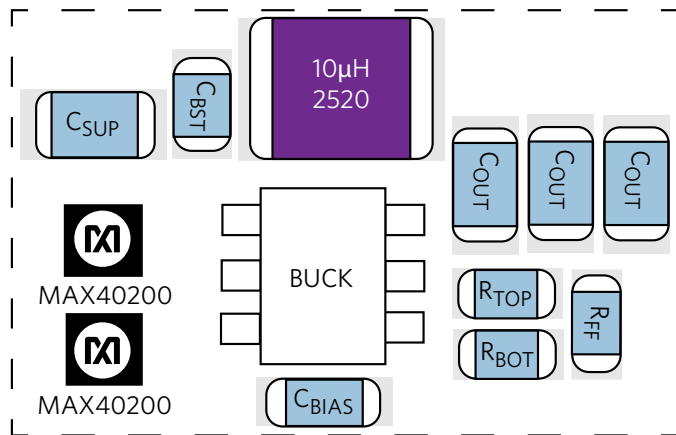 10µH
2520
CBST
CSUP
COUT
COUT
COUT
MAX40200
BUCK
RTOP
RFF
RBOT
MAX40200
CBIAS